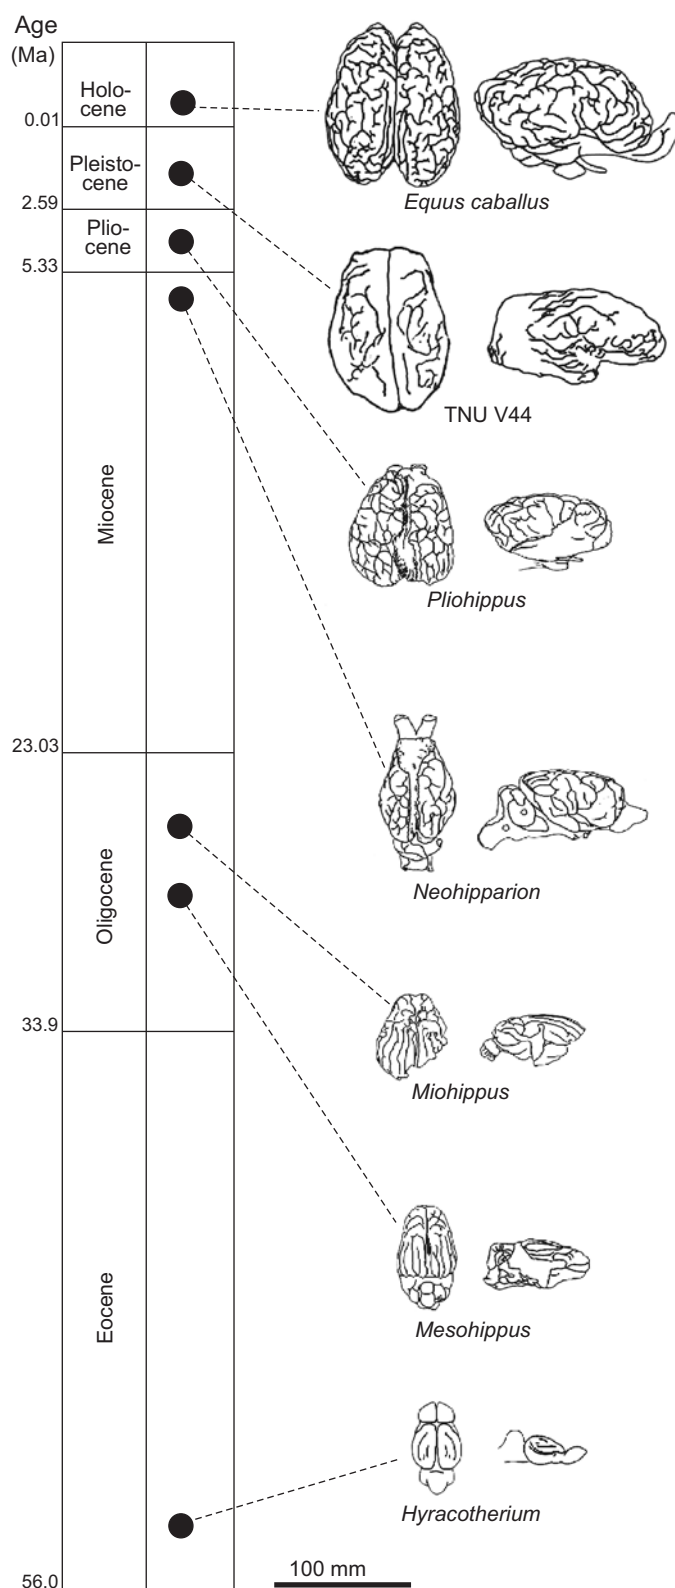 Age
(Ma)
Holo-
cene
0.01
Equus caballus
Pleisto-
cene
2.59
Plio-
cene
5.33
TNU V44
Miocene
Pliohippus
23.03
Neohipparion
Oligocene
33.9
Miohippus
Eocene
Mesohippus
Hyracotherium
56.0
100 mm